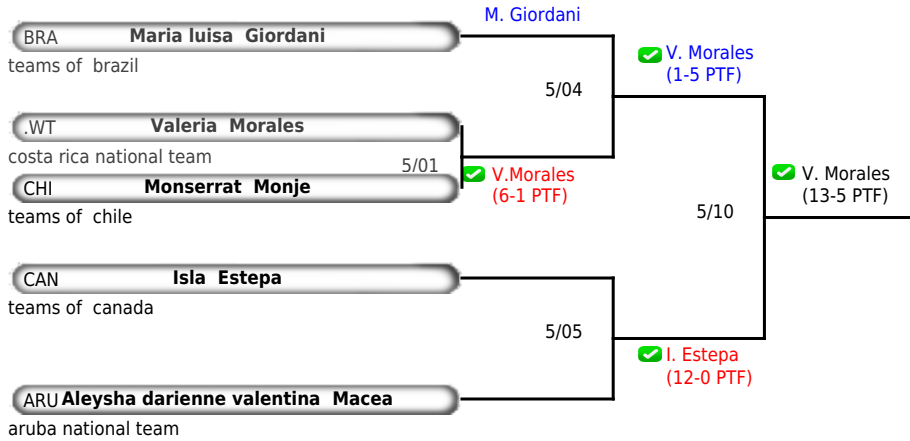 M. Giordani
BRA Maria luisa Giordani
teams of brazil
V. Morales
(1-5 PTF)
5/04
.WT Valeria Morales
costa rica national team
5/01
V.Morales
(6-1 PTF)
CHI Monserrat Monje
teams of chile
V. Morales
(13-5 PTF)
5/10
CAN Isla Estepa
teams of canada
5/05
I. Estepa
(12-0 PTF)
ARU Aleysha darienne valentina Macea
aruba national team